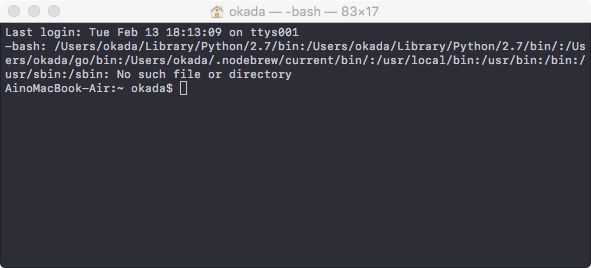 okada — -bash — 83×17
Last login: Tue Feb 13 18:13:09 on ttys001
-bash: /Users/okada/Library/Python/2.7/bin:/Users/okada/Library/Python/2.7/bin/:/Us
ers/okada/go/bin:/Users/okada/.nodebrew/current/bin/:/usr/local/bin:/usr/bin:/bin:/
usr/sbin:/sbin: No such file or directory
AinoMacBook-Air:~ okada$